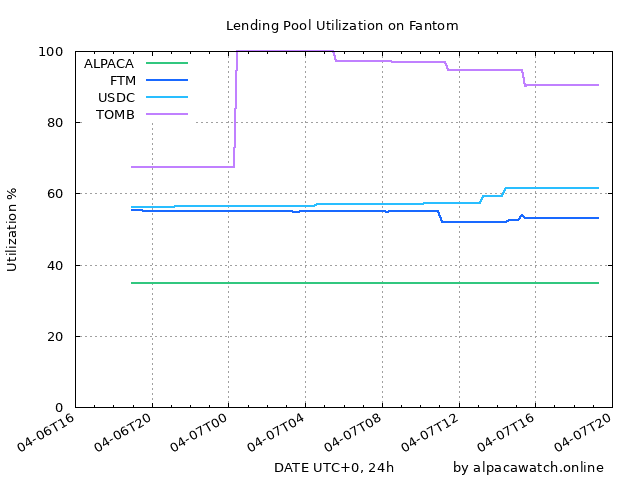 Lending Pool Utilization on Fantom
100
80
60
40
20
0
Utilization %
ALPACA
FTM
USDC
TOMB
04-06T16
04-06T20
04-07T00
04-07T04
04-07T08
04-07T12
04-07T16
04-07T20
DATE UTC+0, 24h
by alpacawatch.online